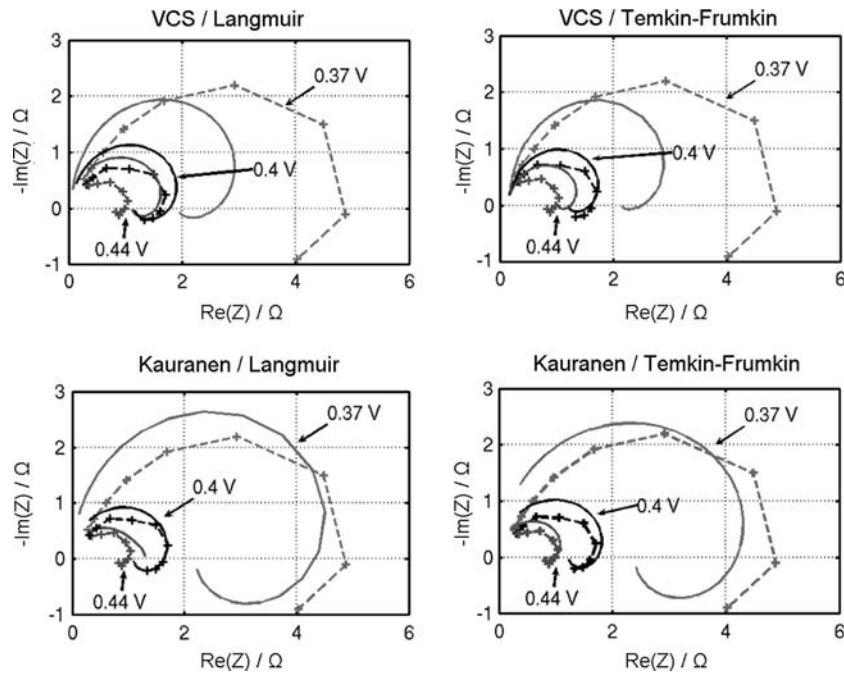 VCS / Langmuir
3
2
1
0
-1
-Im(Z) / Ω
0.37 V
0.4 V
0.44 V
0
2
4
6
Re(Z) / Ω
VCS / Temkin-Frumkin
3
2
1
0
-1
-Im(Z) / Ω
0.37 V
0.4 V
0.44 V
0
2
4
6
Re(Z) / Ω
Kauranen / Langmuir
3
2
1
0
-1
-Im(Z) / Ω
0.37 V
0.4 V
0.44 V
0
2
4
6
Re(Z) / Ω
Kauranen / Temkin-Frumkin
3
2
1
0
-1
-Im(Z) / Ω
0.37 V
0.4 V
0.44 V
0
2
4
6
Re(Z) / Ω